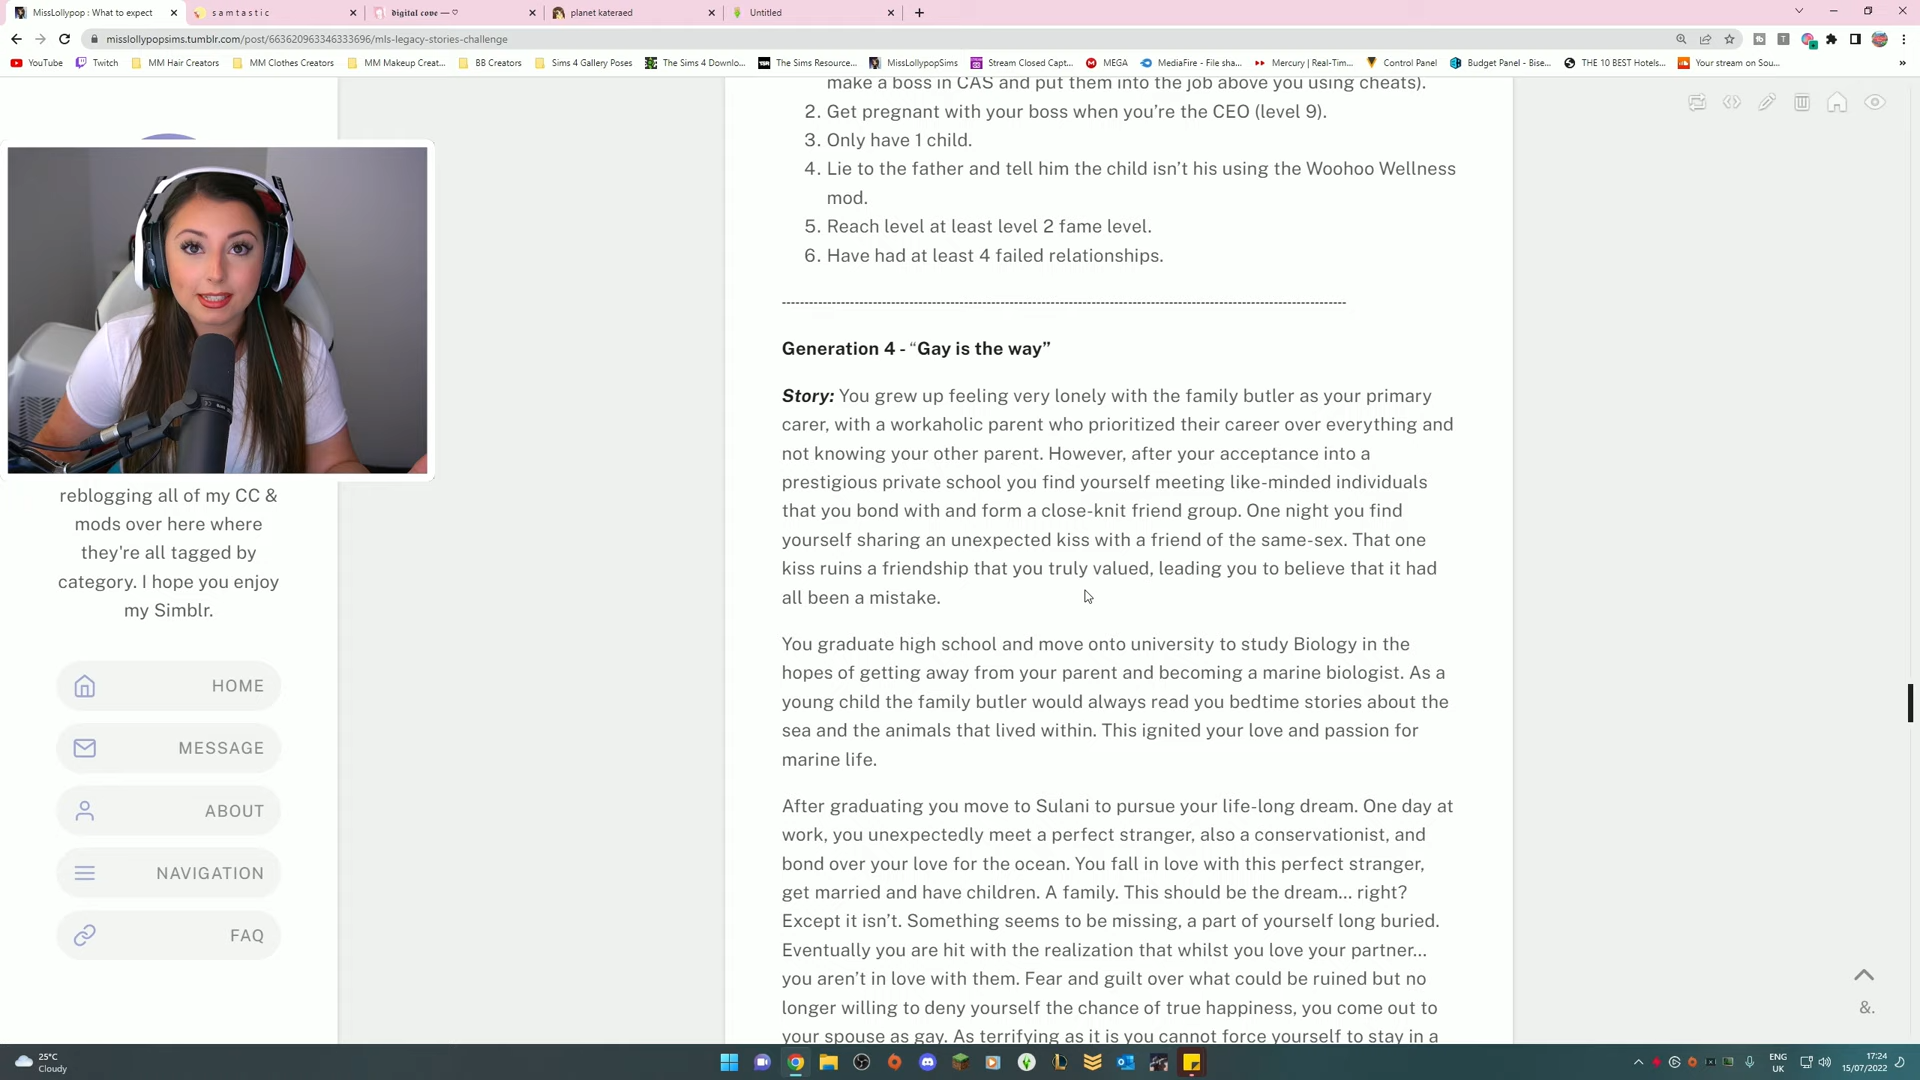 MissLollypop : What to expect
samtastic
digital cove — ♡
planet kateraed
Untitled
misslollypopsims.tumblr.com/post/663620963346333696/mls-legacy-stories-challenge
YouTube
Twitch
MM Hair Creators
MM Clothes Creators
MM Makeup Creat...
BB Creators
Sims 4 Gallery Poses
The Sims 4 Downlo...
The Sims Resource...
MissLollypopSims
Stream Closed Capt...
MEGA
MediaFire - File sha...
Mercury | Real-Tim...
Control Panel
Budget Panel - Bise...
THE 10 BEST Hotels...
Your stream on Sou...
make a boss in CAS and put them into the job above you using cheats).
2. Get pregnant with your boss when you’re the CEO (level 9).
3. Only have 1 child.
4. Lie to the father and tell him the child isn’t his using the Woohoo Wellness
mod.
5. Reach level at least level 2 fame level.
6. Have had at least 4 failed relationships.
Generation 4 - “Gay is the way”
Story: You grew up feeling very lonely with the family butler as your primary
carer, with a workaholic parent who prioritized their career over everything and
not knowing your other parent. However, after your acceptance into a
prestigious private school you find yourself meeting like-minded individuals
that you bond with and form a close-knit friend group. One night you find
yourself sharing an unexpected kiss with a friend of the same-sex. That one
kiss ruins a friendship that you truly valued, leading you to believe that it had
all been a mistake.
You graduate high school and move onto university to study Biology in the
hopes of getting away from your parent and becoming a marine biologist. As a
young child the family butler would always read you bedtime stories about the
sea and the animals that lived within. This ignited your love and passion for
marine life.
After graduating you move to Sulani to pursue your life-long dream. One day at
work, you unexpectedly meet a perfect stranger, also a conservationist, and
bond over your love for the ocean. You fall in love with this perfect stranger,
get married and have children. A family. This should be the dream... right?
Except it isn’t. Something seems to be missing, a part of yourself long buried.
Eventually you are hit with the realization that whilst you love your partner...
you aren’t in love with them. Fear and guilt over what could be ruined but no
longer willing to deny yourself the chance of true happiness, you come out to
your spouse as gay. As terrifying as it is you cannot force yourself to stay in a
reblogging all of my CC &
mods over here where
they're all tagged by
category. I hope you enjoy
my Simblr.
HOME
MESSAGE
ABOUT
NAVIGATION
FAQ
&.
25°C
Cloudy
ENG
UK
17:24
15/07/2022